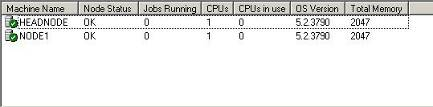 Machine Name Node Status Jobs Running CPUs CPUs in use OS Version Total Memory
HEADNODE OK 0 1 0 5.2.3790 2047
NODE1 OK 0 1 0 5.2.3790 2047